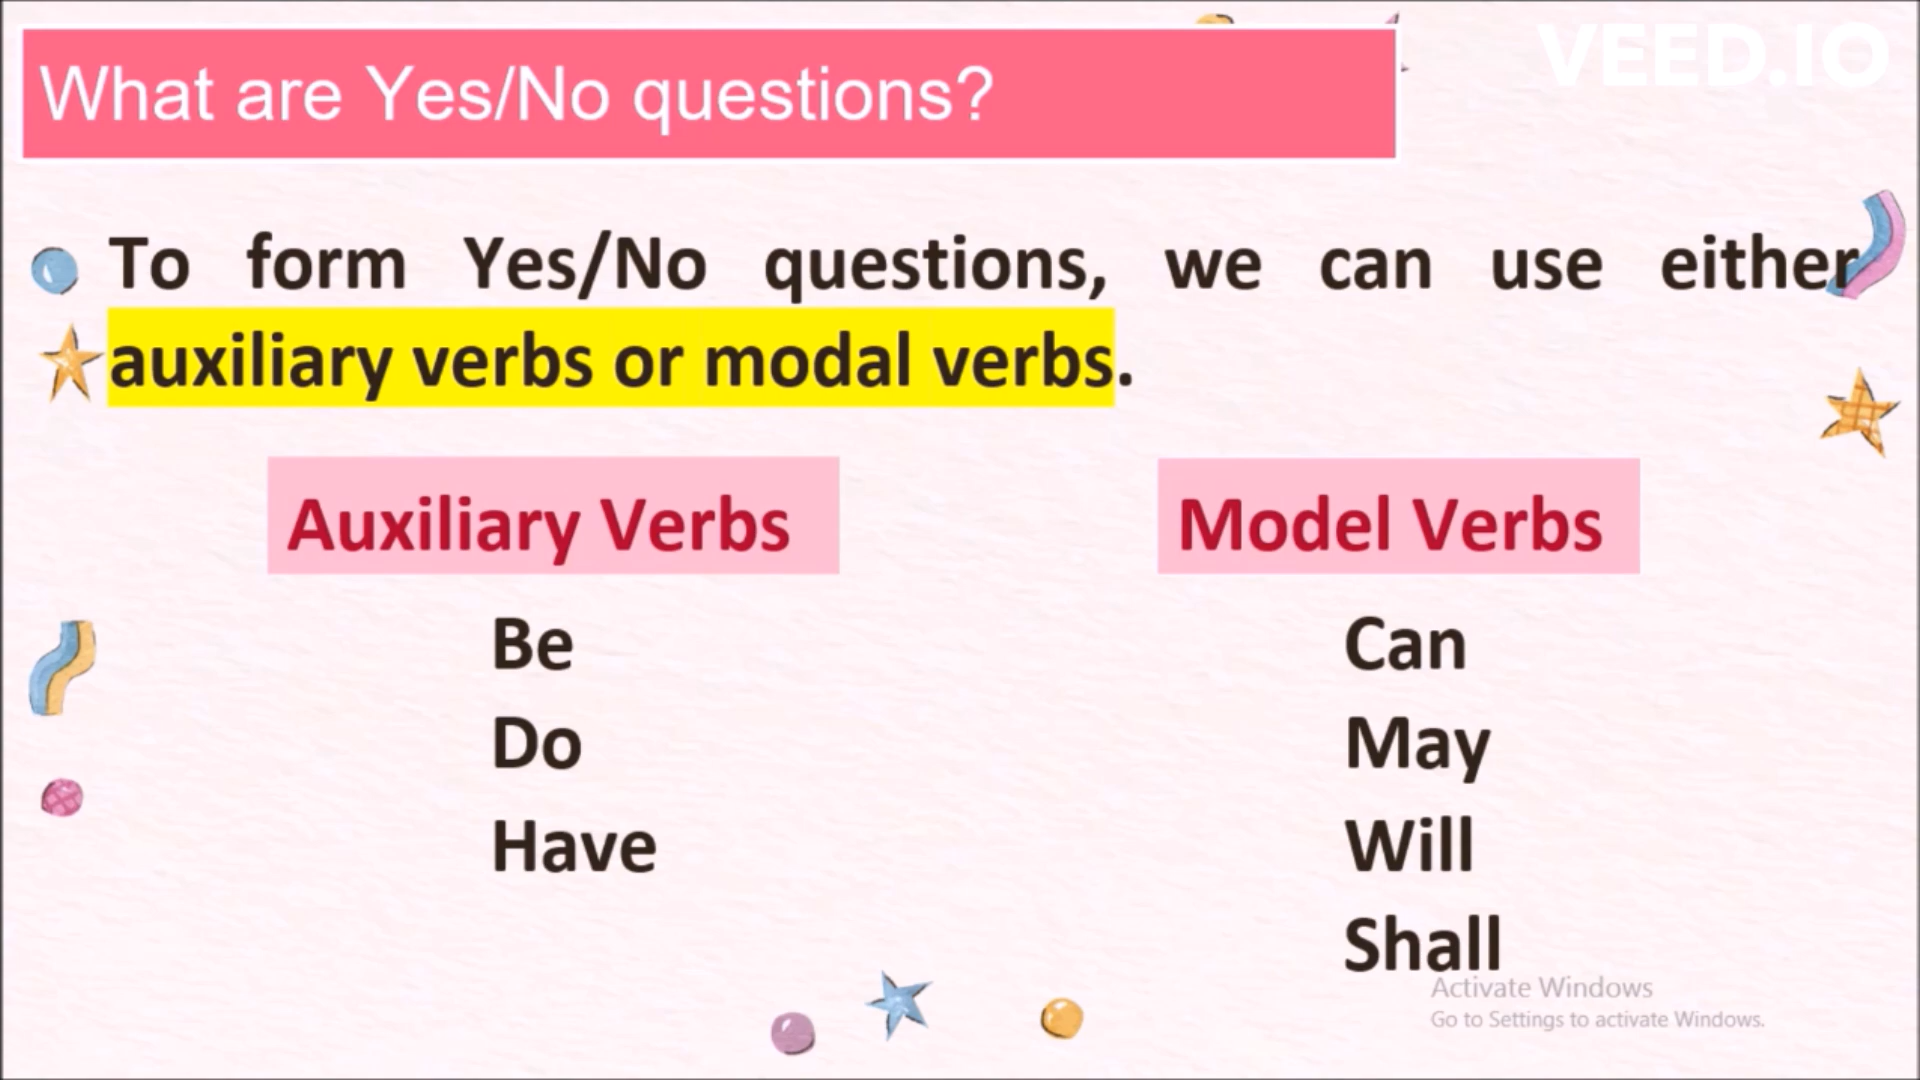 VEED.IO
What are Yes/No questions?
To form Yes/No questions, we can use either
auxiliary verbs or modal verbs.
Auxiliary Verbs
Be
Do
Have
Model Verbs
Can
May
Will
Shall
Activate Windows
Go to Settings to activate Windows.